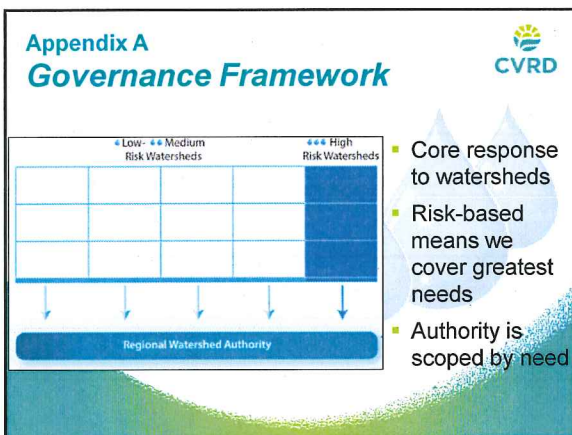 Appendix A
Governance Framework
CVRD
Low- Medium
Risk Watersheds
High
Risk Watersheds
Regional Watershed Authority
Core response
to watersheds
Risk-based
means we
cover greatest
needs
Authority is
scoped by need